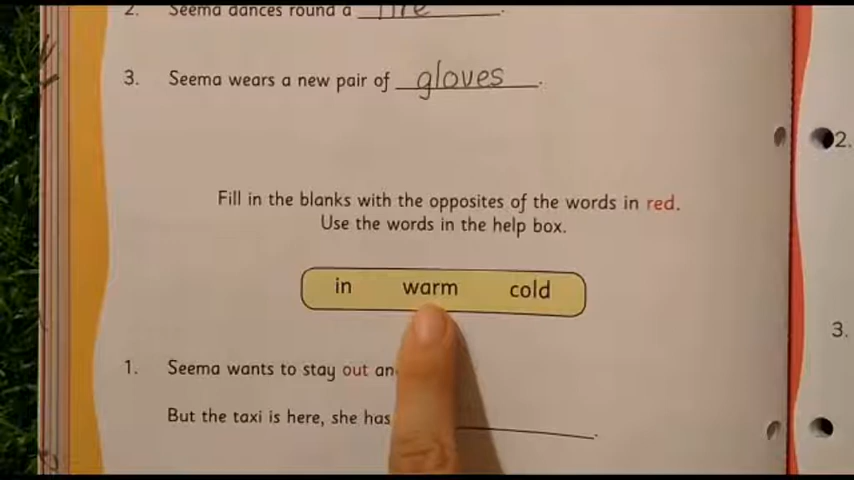 2. Seema dances round a fire.
3. Seema wears a new pair of gloves.
Fill in the blanks with the opposites of the words in red.
Use the words in the help box.
in warm cold
1. Seema wants to stay out
But the taxi is here, she has
2.
3.